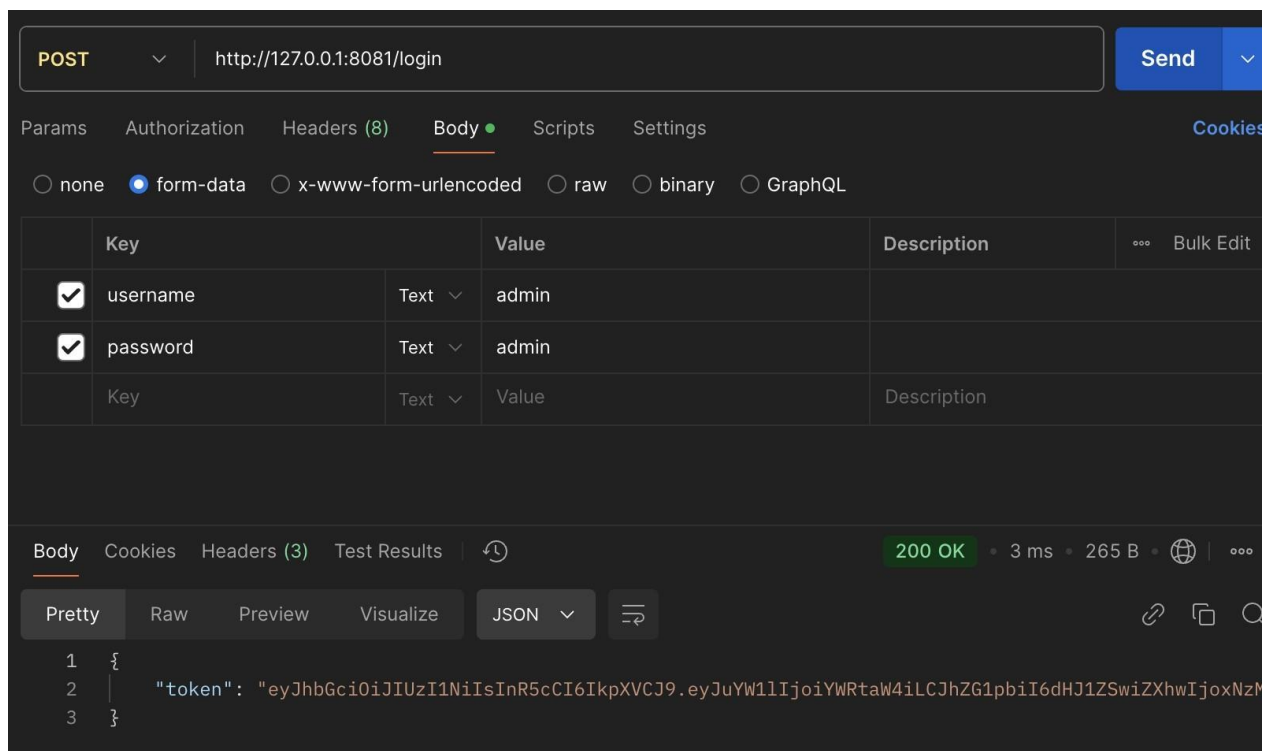 POST http://127.0.0.1:8081/login Send
Params Authorization Headers (8) Body Scripts Settings Cookies
none form-data x-www-form-urlencoded raw binary GraphQL
Key Value Description Bulk Edit
username Text admin
password Text admin
Key Text Value Description
Body Cookies Headers (3) Test Results 200 OK 3 ms 265 B
Pretty Raw Preview Visualize JSON
1 {
2 "token": "eyJhbGciOiJIUzI1NiIsInR5cCI6IkpXVCJ9.eyJuYW1lIjoiYWRtaW4iLCJhZG1pbiI6dHJ1ZSwiZXhwIjoxNzM
3 }